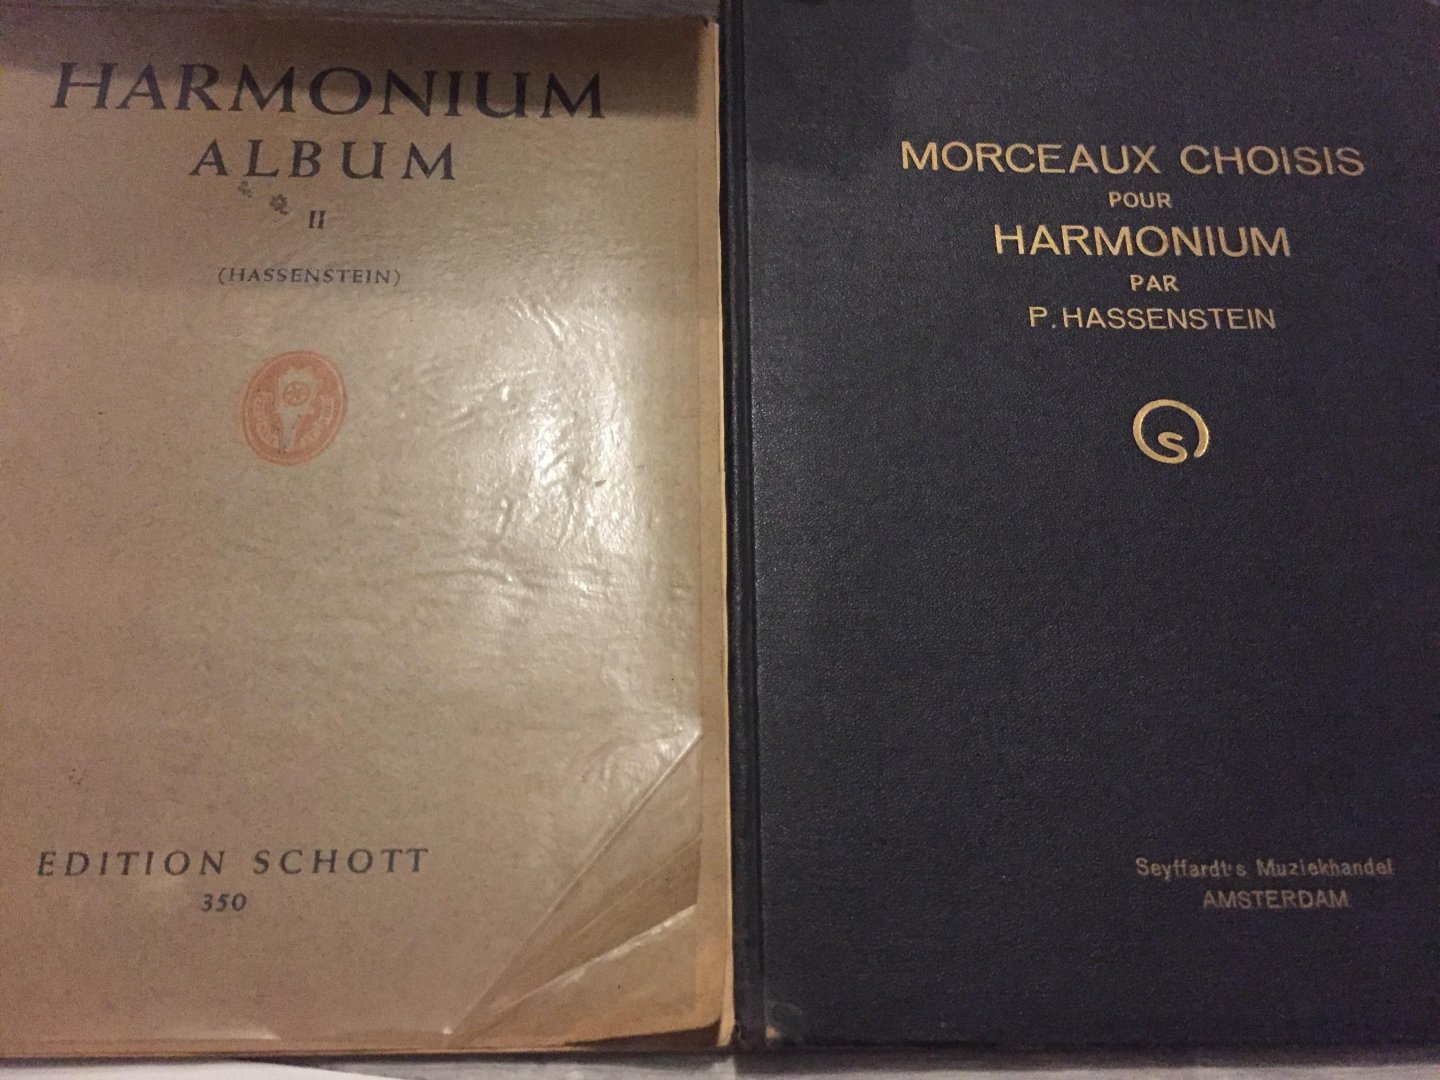 HARMONIUM
ALBUM
II
(HASSENSTEIN)
EDITION SCHOTT
350
MORCEAUX CHOISIS
POUR
HARMONIUM
PAR
P. HASSENSTEIN
S
Seyffardt's Muziekhandel
AMSTERDAM